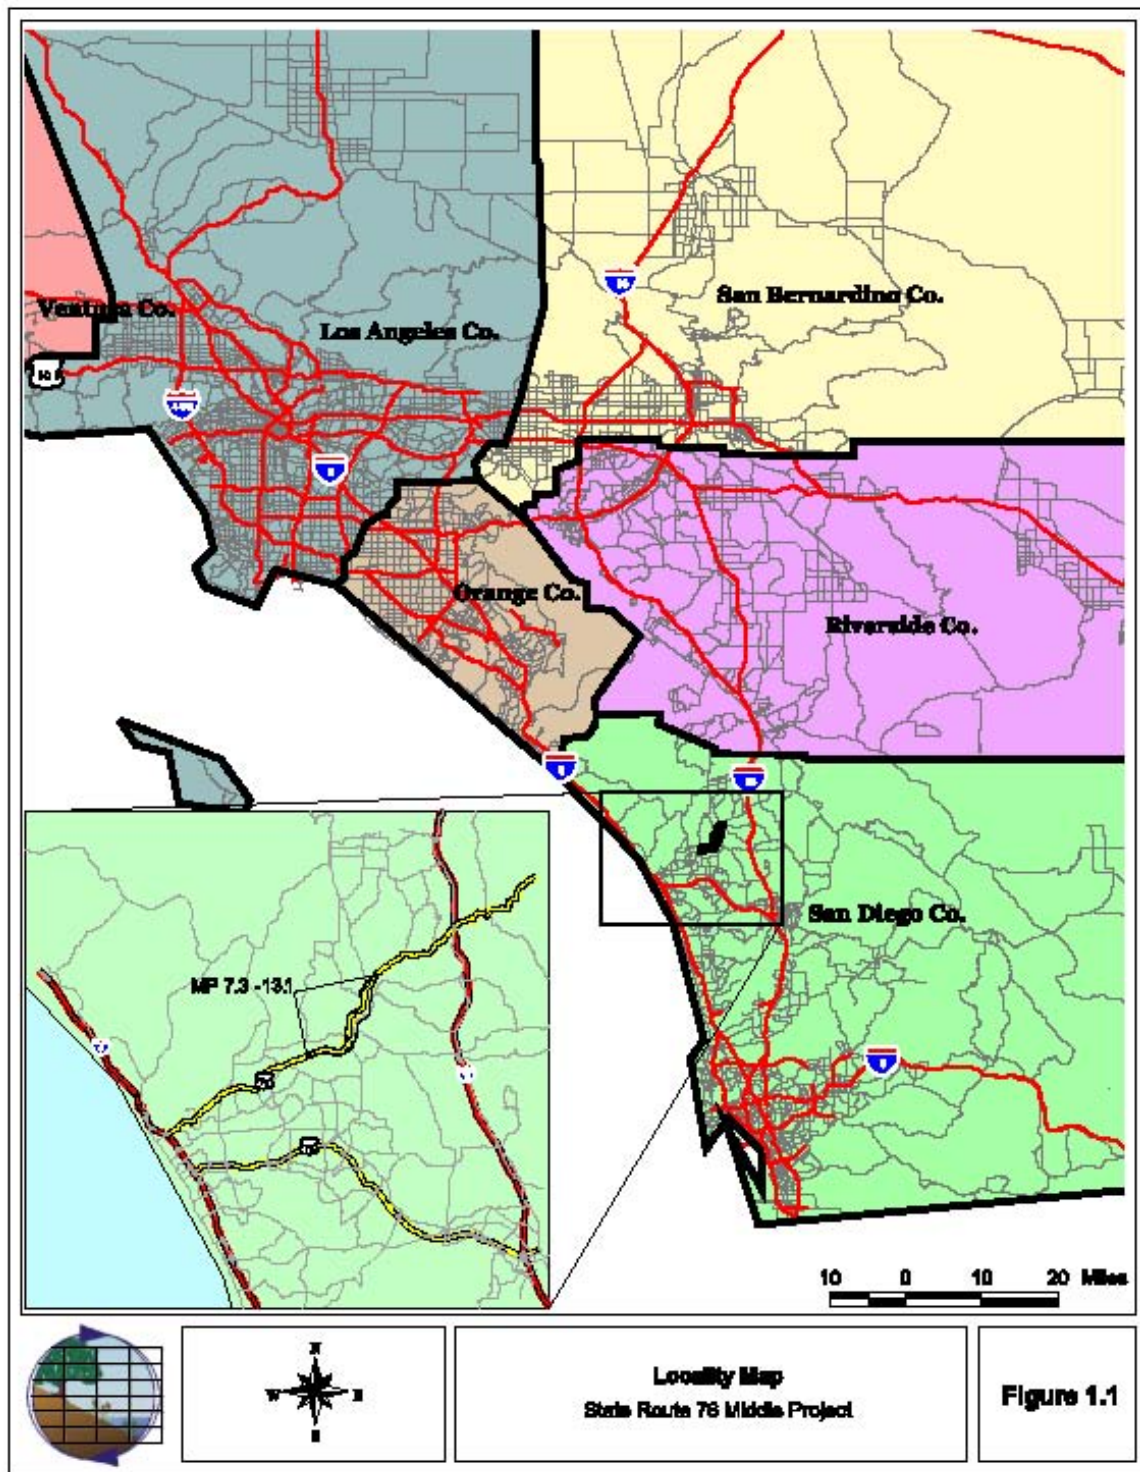 San Bernardino Co.
Ventura Co.
Los Angeles Co.
Orange Co.
Riverside Co.
San Diego Co.
MP 7.3 -13.1
76
10 0 10 20 Miles
N
W E
S
Locality Map
State Route 76 Middle Project
Figure 1.1